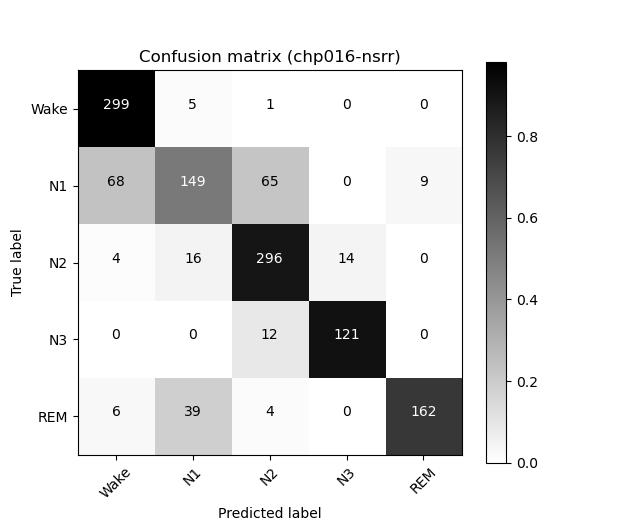 Confusion matrix (chp016-nsrr)
Wake 299 5 1 0 0
N1 68 149 65 0 9
N2 4 16 296 14 0
N3 0 0 12 121 0
REM 6 39 4 0 162
Wake N1 N2 N3 REM
Predicted label
True label
0.8
0.6
0.4
0.2
0.0